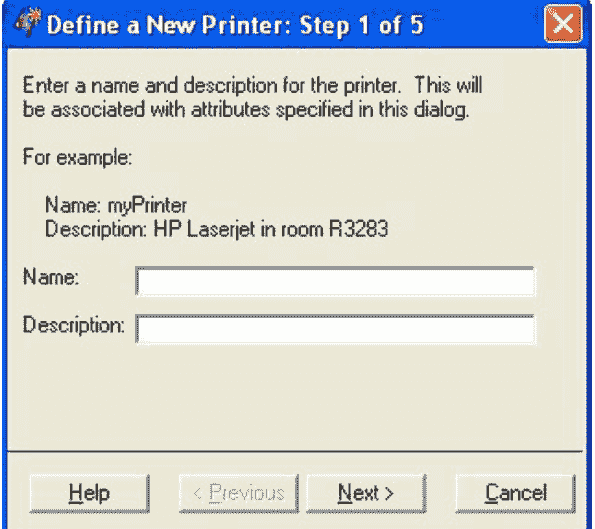 Define a New Printer: Step 1 of 5
Enter a name and description for the printer. This will
be associated with attributes specified in this dialog.
For example:
Name: myPrinter
Description: HP Laserjet in room R3283
Name:
Description:
Help
< Previous
Next >
Cancel